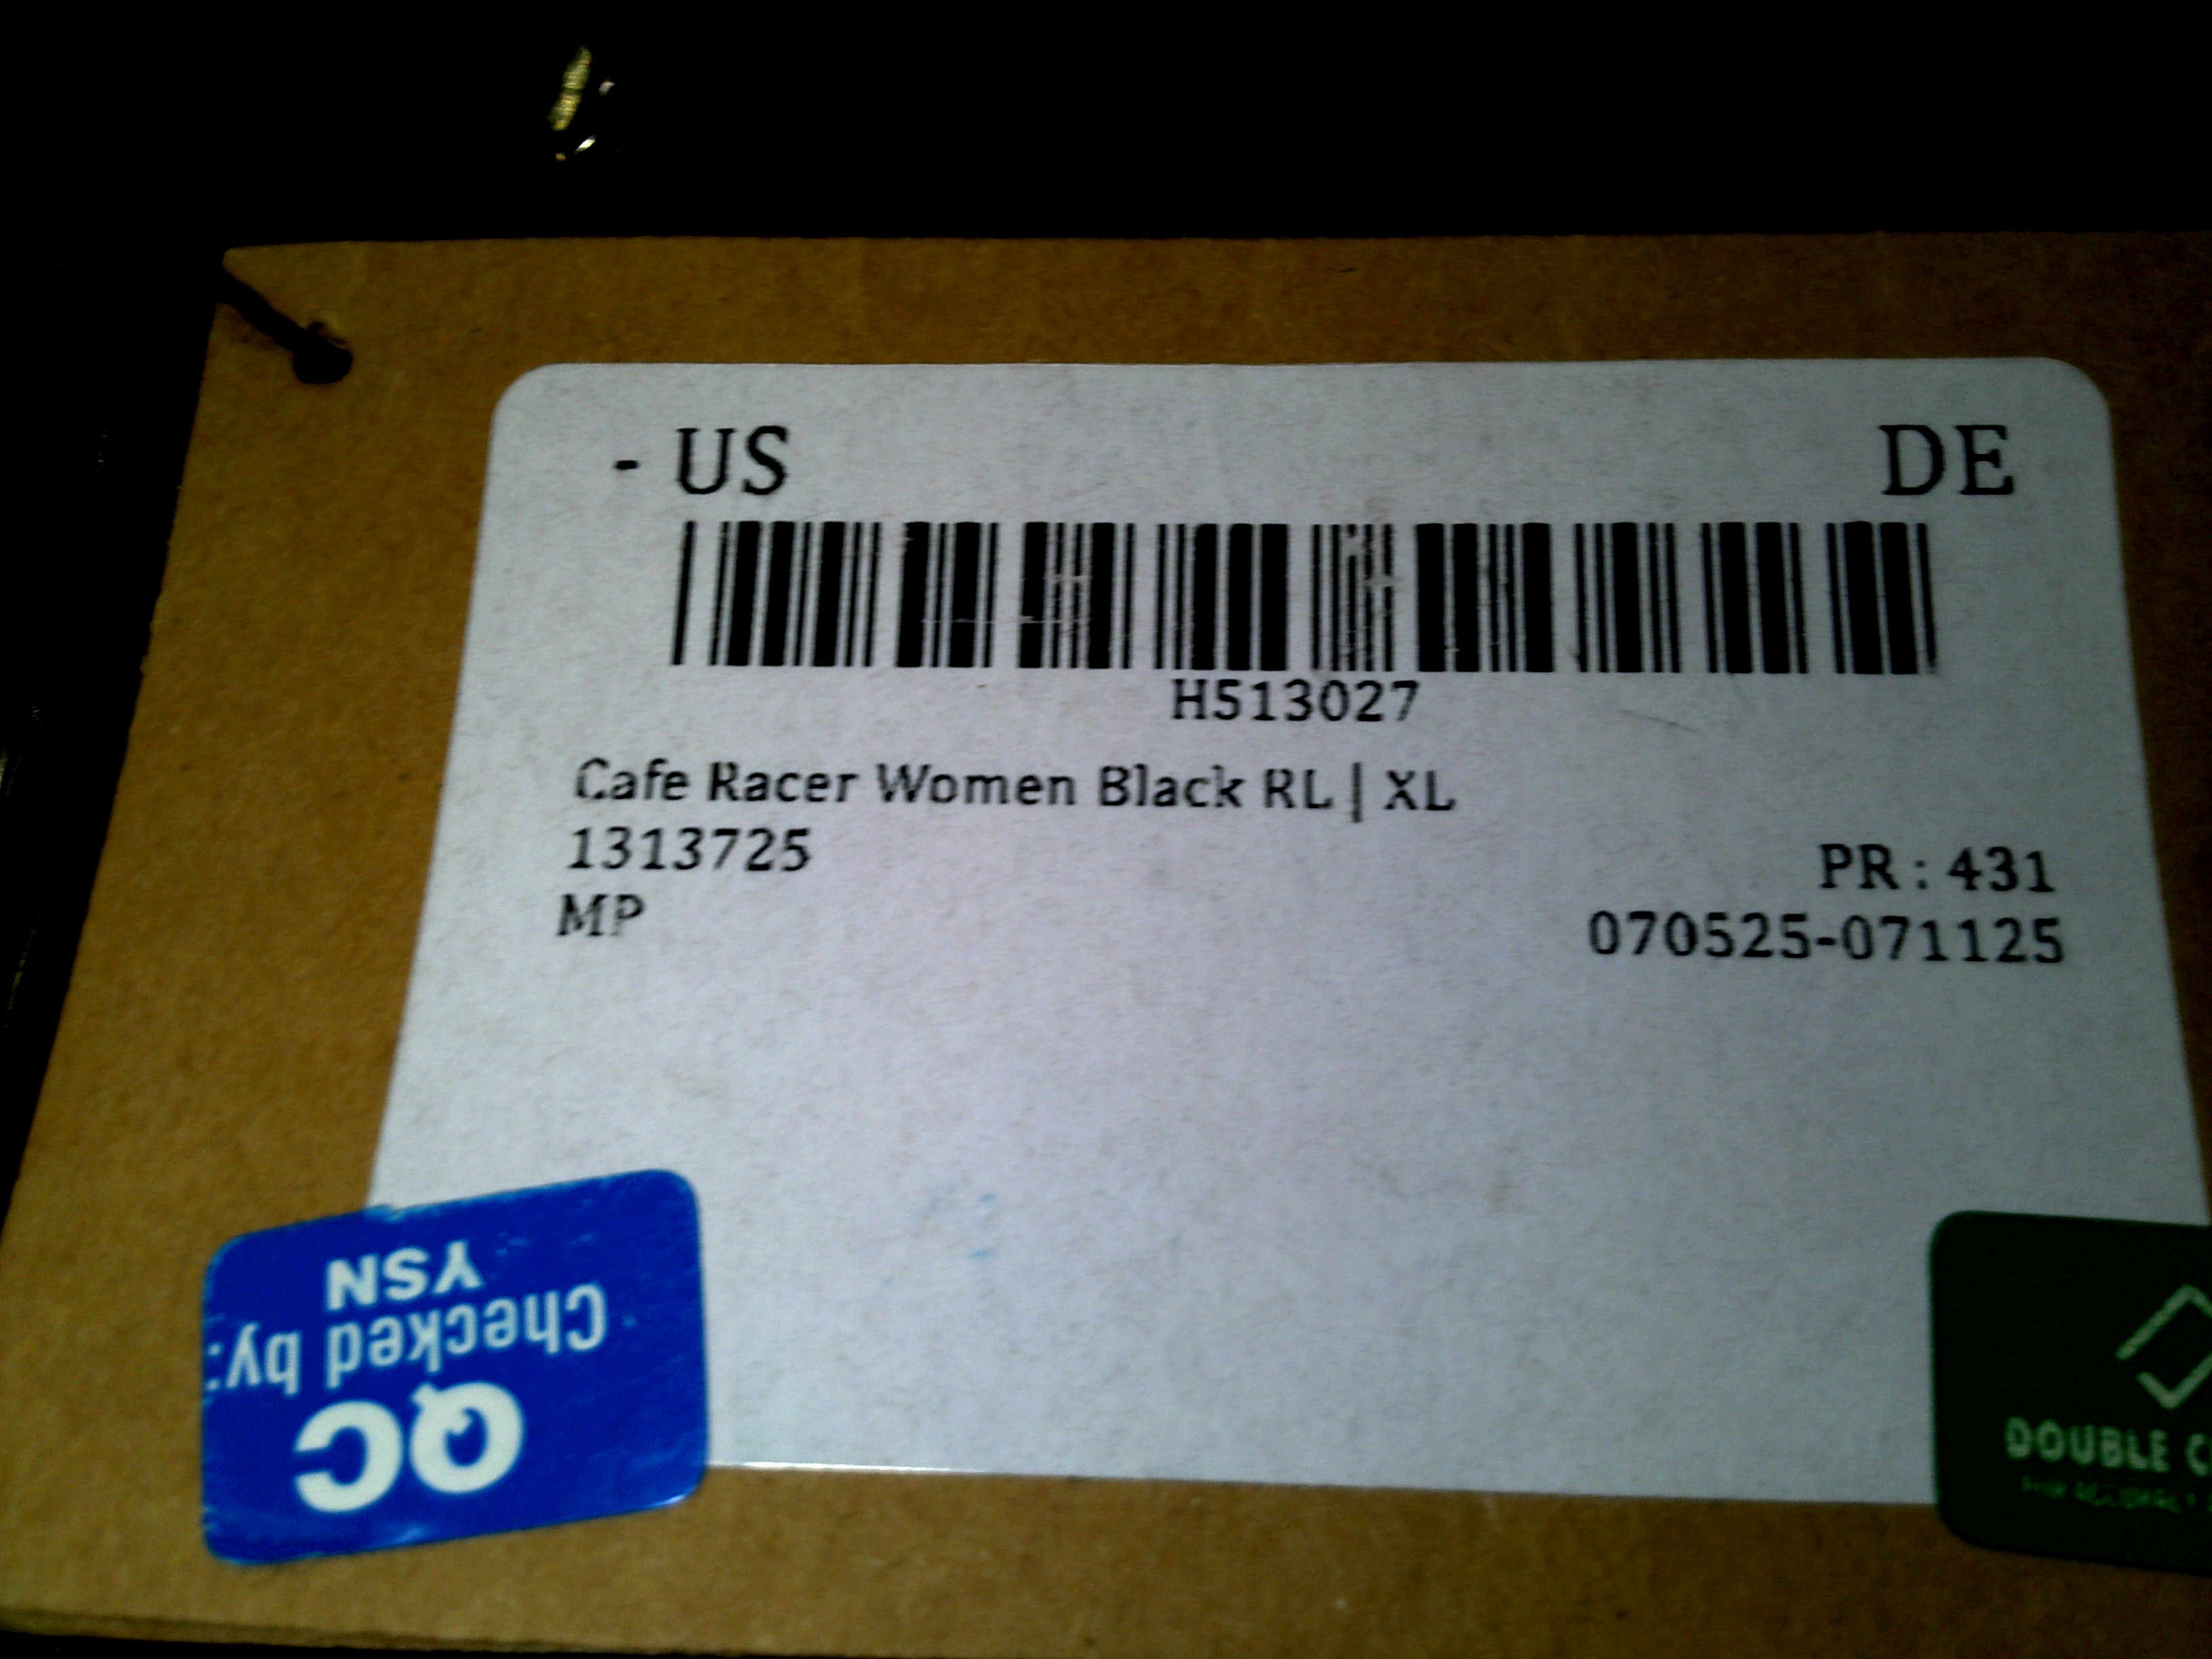 - US DE
H513027
Cafe Racer Women Black RL | XL
1313725
PR : 431
MP
070525-071125
QC
Checked by:
YSN
DOUBLE